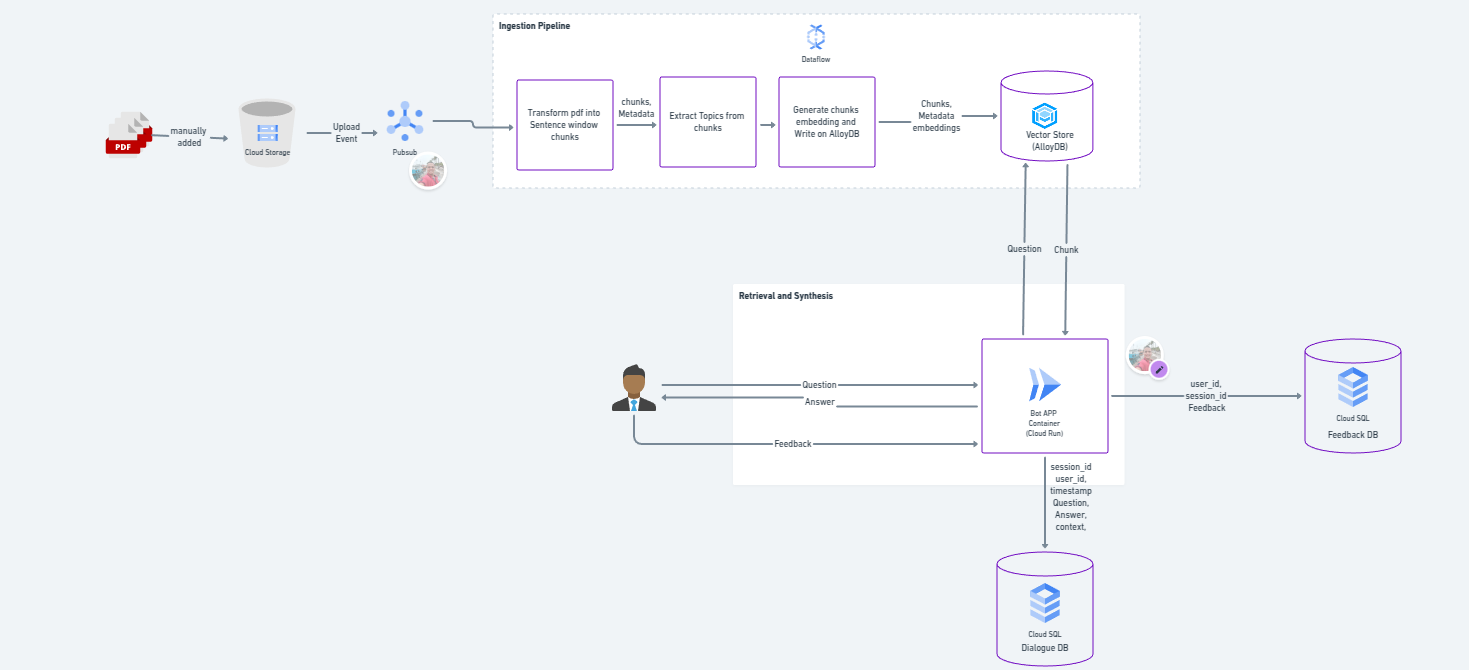 Ingestion Pipeline
Dataflow
PDF
manually
added
Cloud Storage
Upload
Event
Pubsub
Transform pdf into
Sentence window
chunks
chunks,
Metadata
Extract Topics from
chunks
Generate chunks
embedding and
Write on AlloyDB
Chunks,
Metadata
embeddings
Vector Store
(AlloyDB)
Question
Chunk
Retrieval and Synthesis
Question
Answer
Feedback
Bot APP
Container
(Cloud Run)
user_id,
session_id
Feedback
Cloud SQL
Feedback DB
session_id
user_id,
timestamp
Question,
Answer,
context,
Cloud SQL
Dialogue DB